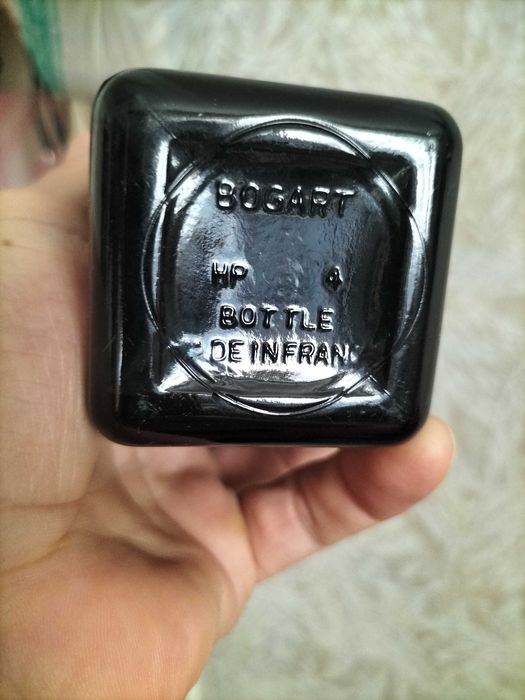 BOGART
HP 4
BOTTLE
DE IN FRAN